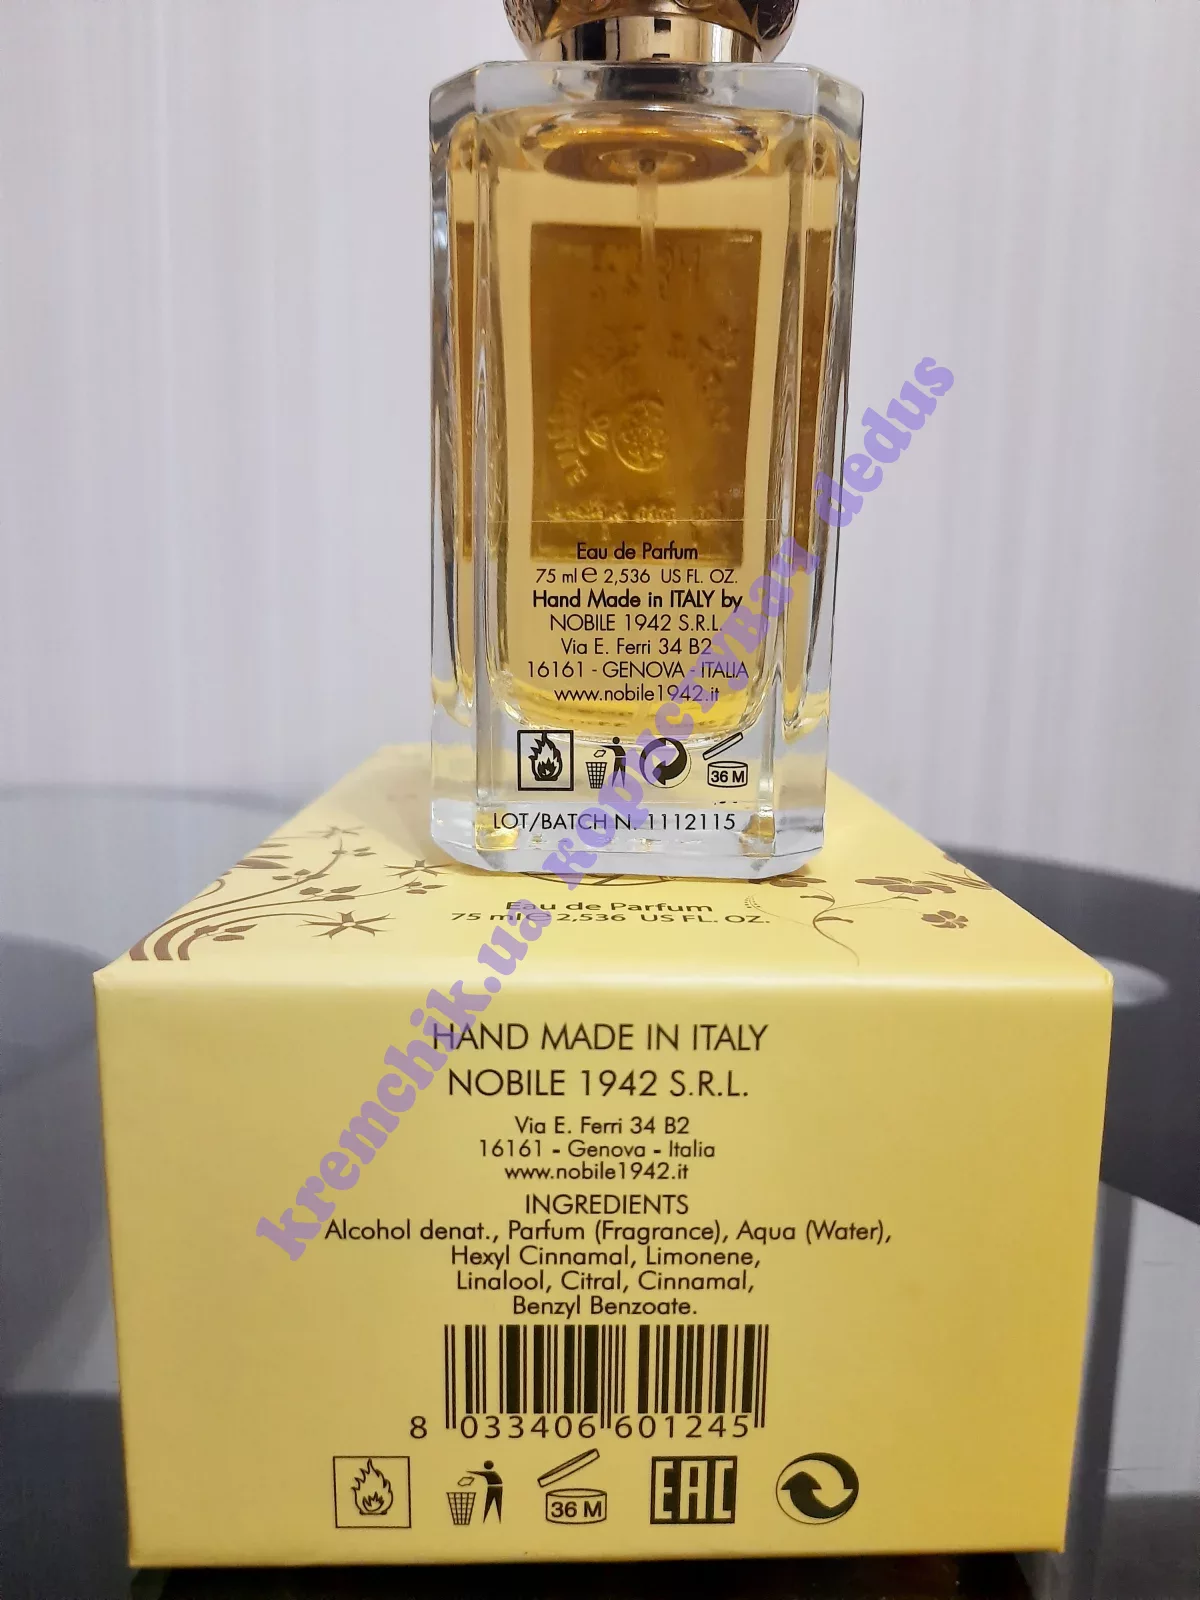 Eau de Parfum
75 ml e 2,536 US FL. OZ.
Hand Made in ITALY by
NOBILE 1942 S.R.L.
Via E. Ferri 34 B2
16161 - GENOVA - ITALIA
www.nobile1942.it
36 M
LOT/BATCH N. 1112115
Eau de Parfum
75 ml e 2,536 US FL. OZ.
HAND MADE IN ITALY
NOBILE 1942 S.R.L.
Via E. Ferri 34 B2
16161 - Genova - Italia
www.nobile1942.it
INGREDIENTS
Alcohol denat., Parfum (Fragrance), Aqua (Water),
Hexyl Cinnamal, Limonene,
Linalool, Citral, Cinnamal,
Benzyl Benzoate.
8 033406 601245
36 M
EAC
kremchik.ua користувач dedus